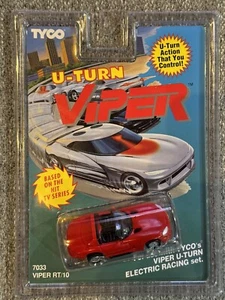 TYCO
U-Turn
Action
That You
Control!
U-TURN
VIPER
BASED
ON THE
HIT
TV SERIES
TYCO's
VIPER U-TURN
ELECTRIC RACING set.
7033
VIPER RT/10